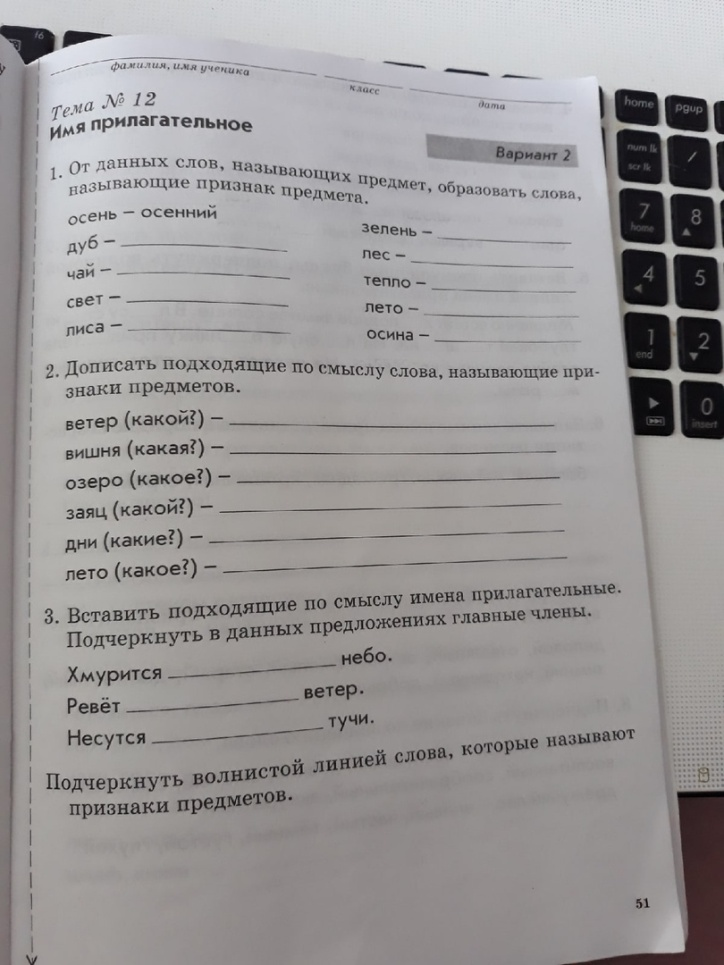 фамилия, имя ученика
класс
дата
Тема № 12
Имя прилагательное
Вариант 2
1. От данных слов, называющих предмет, образовать слова,
называющие признак предмета.
осень – осенний
дуб –
чай –
свет –
лиса –
зелень –
лес –
тепло –
лето –
осина –
2. Дописать подходящие по смыслу слова, называющие при-
знаки предметов.
ветер (какой?) –
вишня (какая?) –
озеро (какое?) –
заяц (какой?) –
дни (какие?) –
лето (какое?) –
3. Вставить подходящие по смыслу имена прилагательные.
Подчеркнуть в данных предложениях главные члены.
Хмурится ____ небо.
Ревёт ____ ветер.
Несутся ____ тучи.
Подчеркнуть волнистой линией слова, которые называют
признаки предметов.
51
home pgup
num lk
scr lk
/
7 8
home
4 5
1 2
end
0
insert